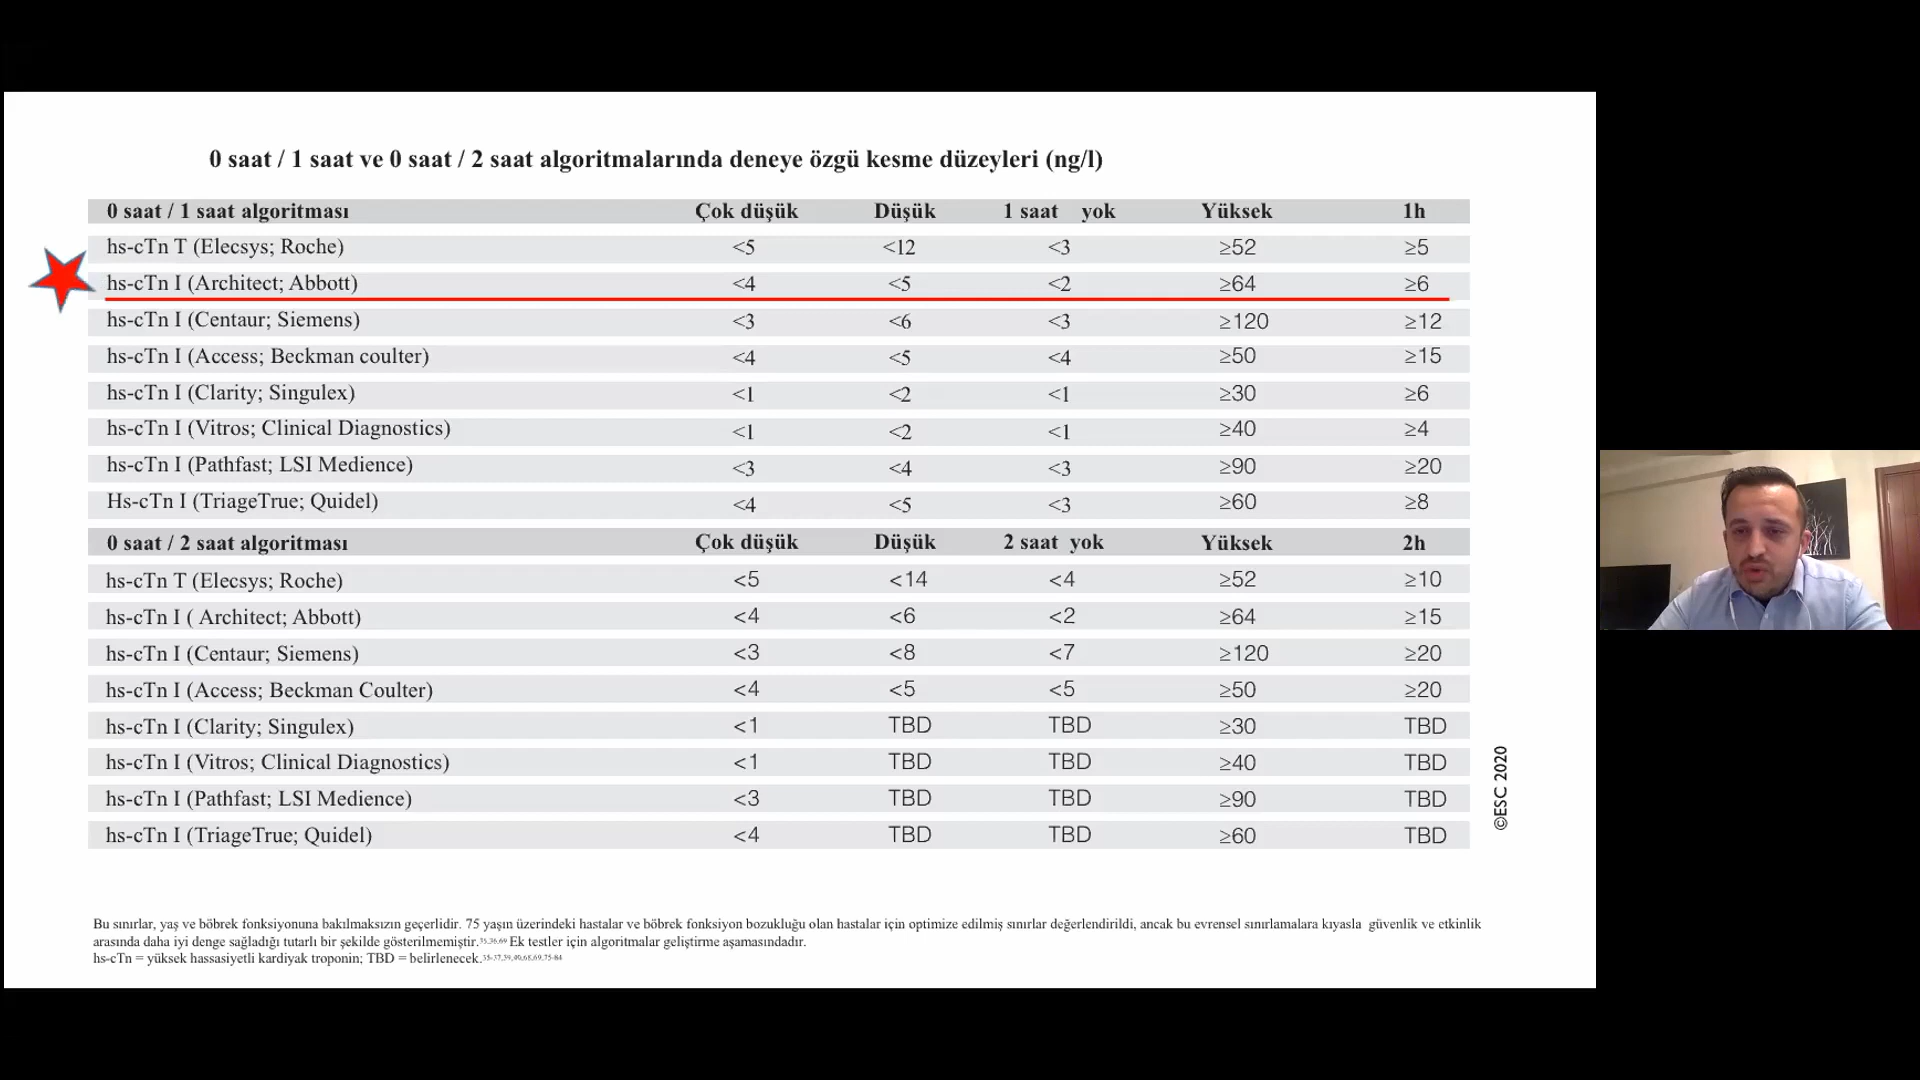 0 saat / 1 saat ve 0 saat / 2 saat algoritmalarında deneye özgü kesme düzeyleri (ng/l)
0 saat / 1 saat algoritması Çok düşük Düşük 1 saat yok Yüksek 1h
hs-cTn T (Elecsys; Roche) <5 <12 <3 ≥52 ≥5
hs-cTn I (Architect; Abbott) <4 <5 <2 ≥64 ≥6
hs-cTn I (Centaur; Siemens) <3 <6 <3 ≥120 ≥12
hs-cTn I (Access; Beckman coulter) <4 <5 <4 ≥50 ≥15
hs-cTn I (Clarity; Singulex) <1 <2 <1 ≥30 ≥6
hs-cTn I (Vitros; Clinical Diagnostics) <1 <2 <1 ≥40 ≥4
hs-cTn I (Pathfast; LSI Medience) <3 <4 <3 ≥90 ≥20
Hs-cTn I (TriageTrue; Quidel) <4 <5 <3 ≥60 ≥8
0 saat / 2 saat algoritması Çok düşük Düşük 2 saat yok Yüksek 2h
hs-cTn T (Elecsys; Roche) <5 <14 <4 ≥52 ≥10
hs-cTn I ( Architect; Abbott) <4 <6 <2 ≥64 ≥15
hs-cTn I (Centaur; Siemens) <3 <8 <7 ≥120 ≥20
hs-cTn I (Access; Beckman Coulter) <4 <5 <5 ≥50 ≥20
hs-cTn I (Clarity; Singulex) <1 TBD TBD ≥30 TBD
hs-cTn I (Vitros; Clinical Diagnostics) <1 TBD TBD ≥40 TBD
hs-cTn I (Pathfast; LSI Medience) <3 TBD TBD ≥90 TBD
hs-cTn I (TriageTrue; Quidel) <4 TBD TBD ≥60 TBD
©ESC 2020
Bu sınırlar, yaş ve böbrek fonksiyonuna bakılmaksızın geçerlidir. 75 yaşın üzerindeki hastalar ve böbrek fonksiyon bozukluğu olan hastalar için optimize edilmiş sınırlar değerlendirildi, ancak bu evrensel sınırlamalara kıyasla güvenlik ve etkinlik
arasında daha iyi denge sağladığı tutarlı bir şekilde gösterilmemiştir. Ek testler için algoritmalar geliştirme aşamasındadır.
hs-cTn = yüksek hassasiyetli kardiyak troponin; TBD = belirlenecek.